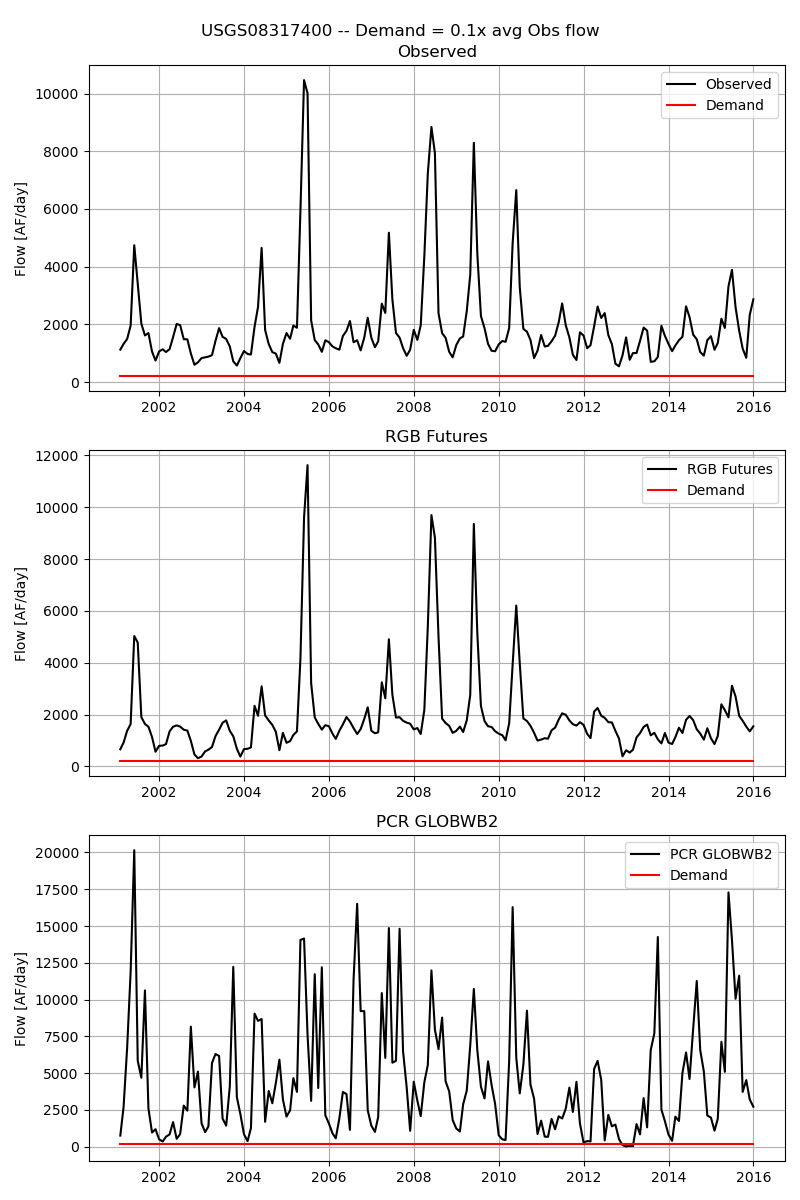 USGS08317400 -- Demand = 0.1x avg Obs flow
Observed
Observed
Demand
Flow [AF/day]
10000
8000
6000
4000
2000
0
2002 2004 2006 2008 2010 2012 2014 2016
RGB Futures
RGB Futures
Demand
Flow [AF/day]
12000
10000
8000
6000
4000
2000
0
2002 2004 2006 2008 2010 2012 2014 2016
PCR GLOBWB2
PCR GLOBWB2
Demand
Flow [AF/day]
20000
17500
15000
12500
10000
7500
5000
2500
0
2002 2004 2006 2008 2010 2012 2014 2016